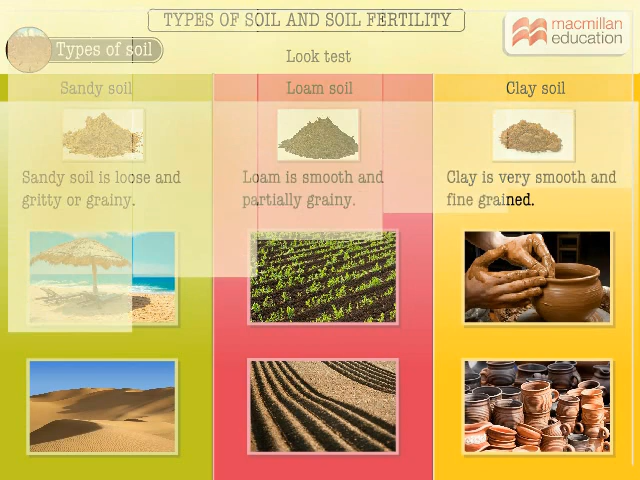 TYPES OF SOIL AND SOIL FERTILITY
macmillan
education
Types of soil
Look test
Sandy soil
Loam soil
Clay soil
Sandy soil is loose and
gritty or grainy.
Loam is smooth and
partially grainy.
Clay is very smooth and
fine grained.